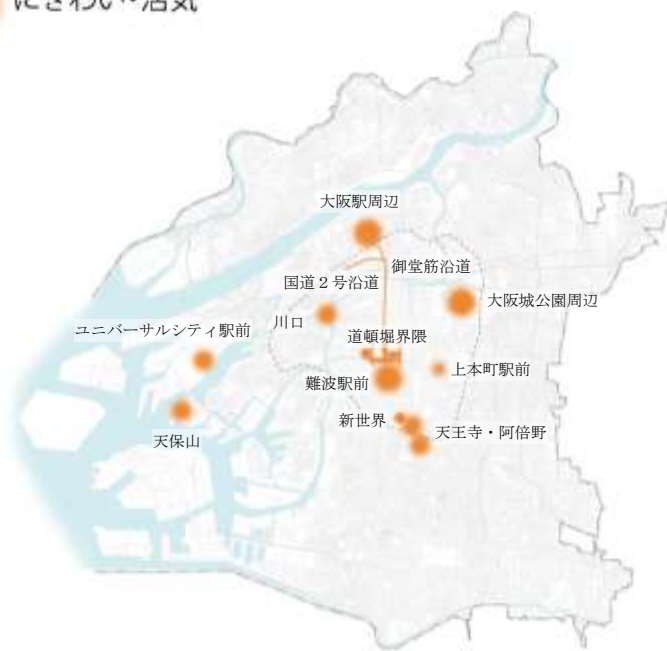 にぎわい・活気
大阪駅周辺
御堂筋沿道
国道２号沿道
大阪城公園周辺
川口
ユニバーサルシティ駅前
道頓堀界隈
上本町駅前
難波駅前
新世界
天王寺・阿倍野
天保山